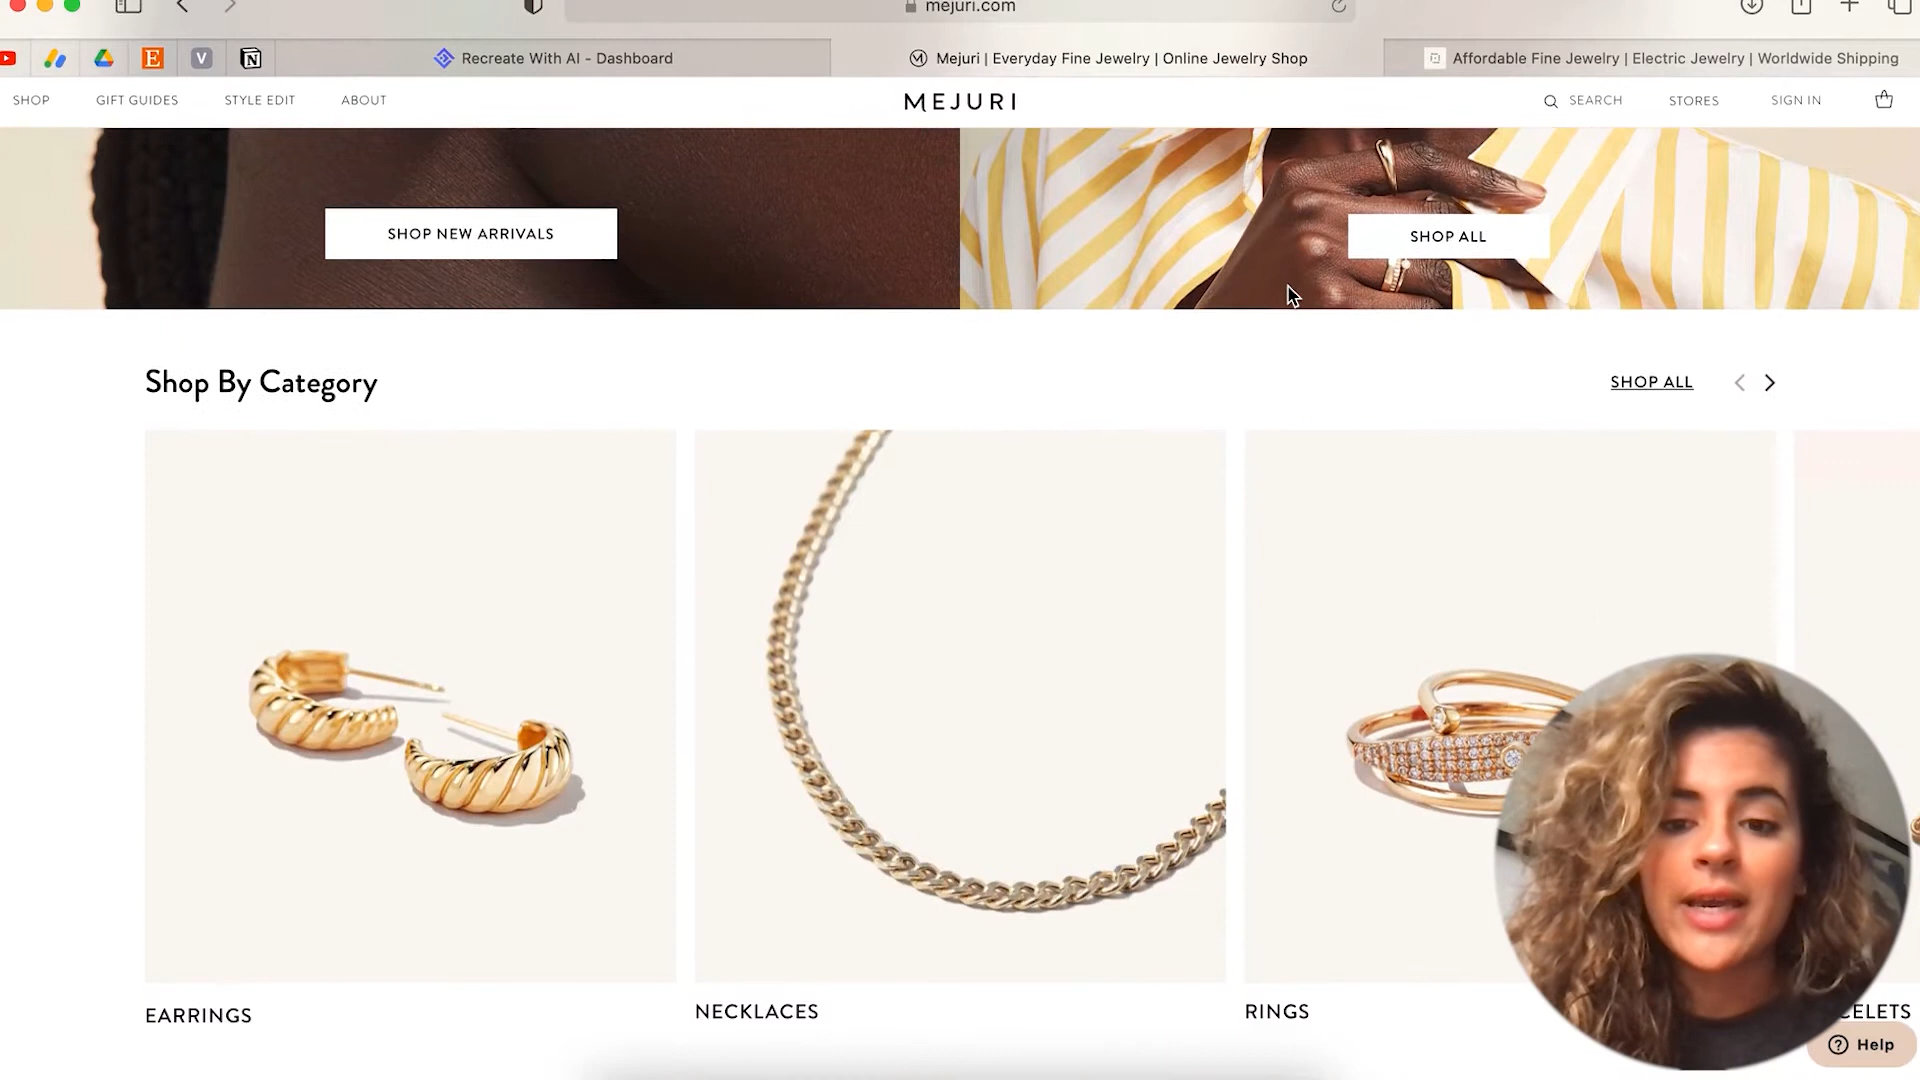 mejuri.com
Recreate With AI - Dashboard
Mejuri | Everyday Fine Jewelry | Online Jewelry Shop
Affordable Fine Jewelry | Electric Jewelry | Worldwide Shipping
SHOP
GIFT GUIDES
STYLE EDIT
ABOUT
MEJURI
SEARCH
STORES
SIGN IN
SHOP NEW ARRIVALS
SHOP ALL
Shop By Category
SHOP ALL
EARRINGS
NECKLACES
RINGS
CELETS
Help